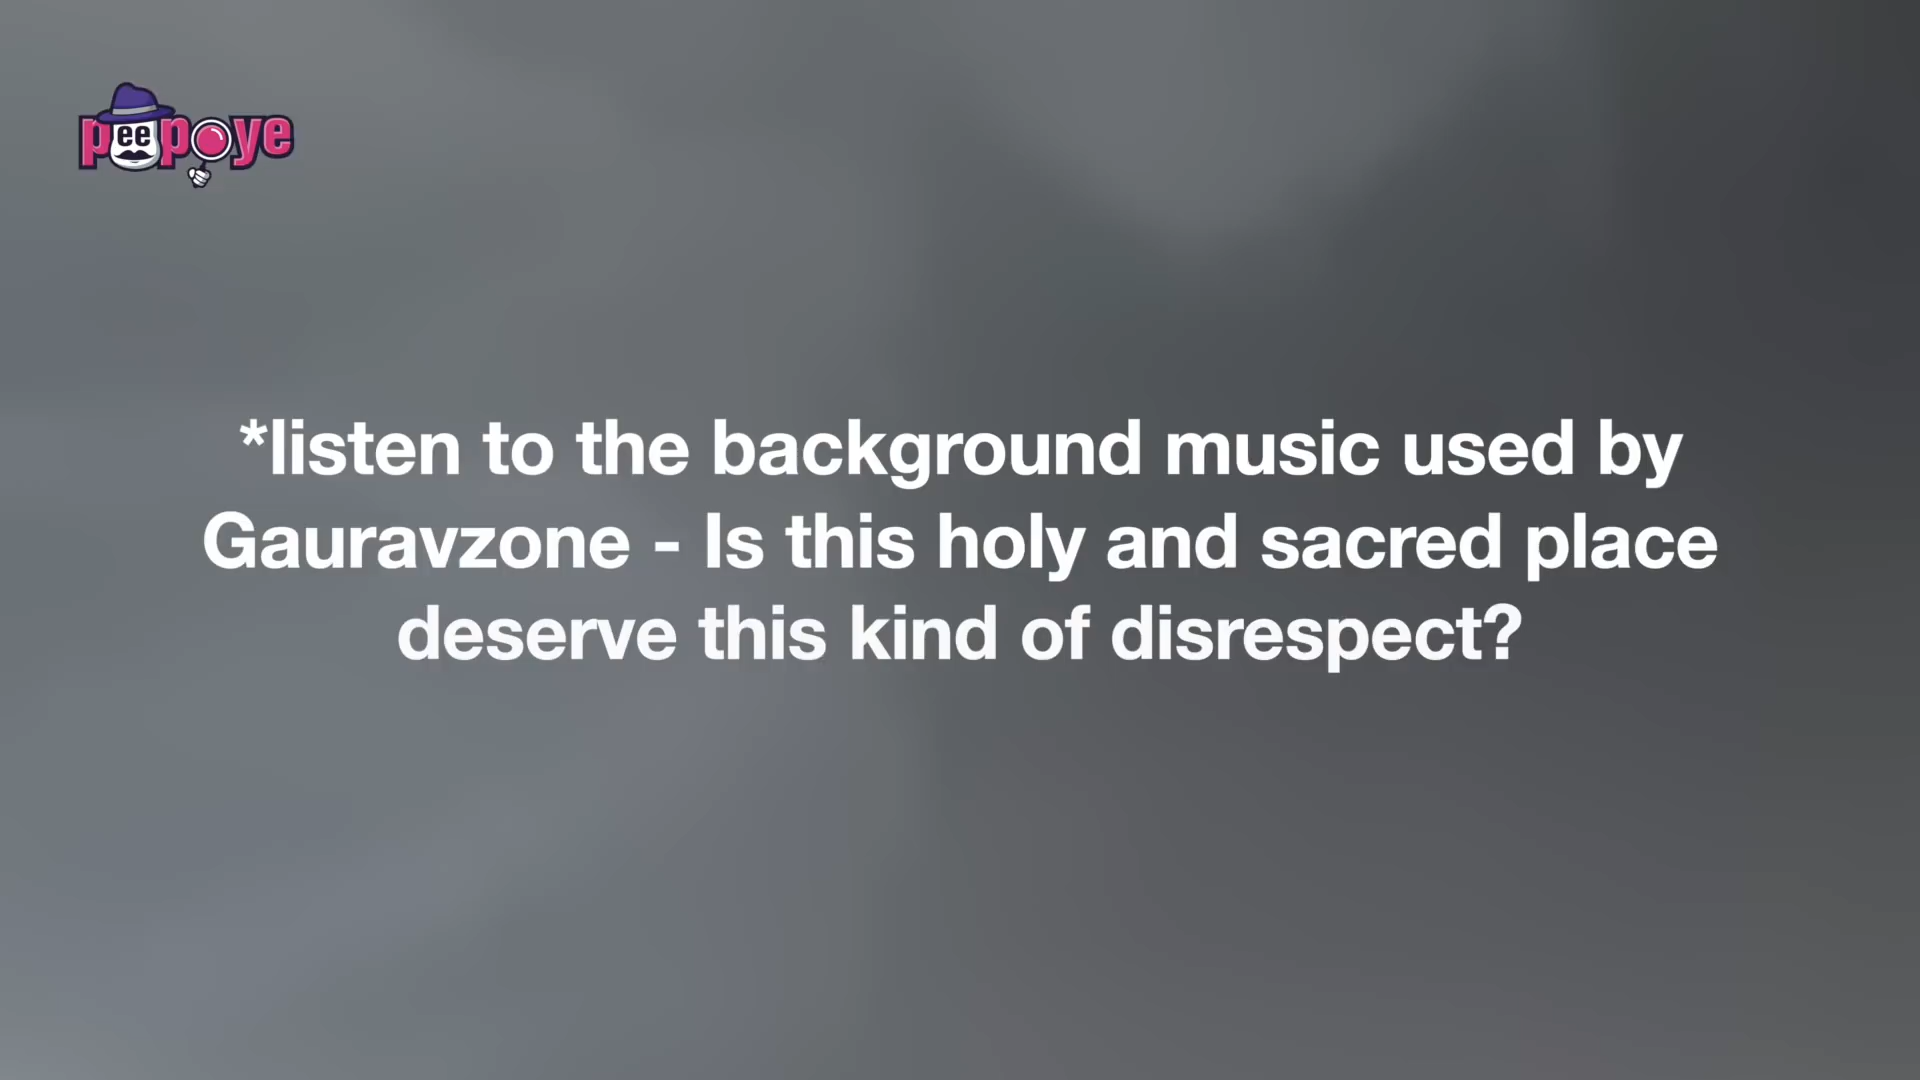 peepoye
*listen to the background music used by
Gauravzone - Is this holy and sacred place
deserve this kind of disrespect?